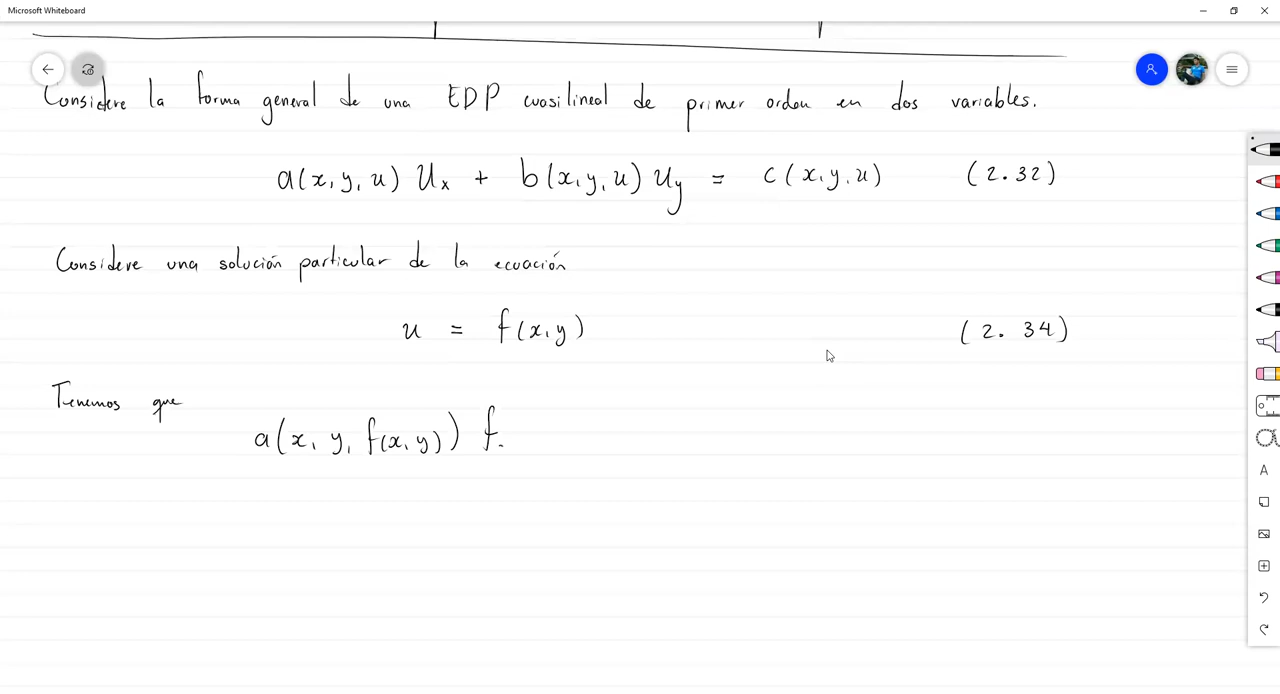 Microsoft Whiteboard
Considere la forma general de una EDP cuasilineal de primer orden en dos variables.
a(x,y,u) Ux + b(x,y,u) Uy = c(x,y,u) (2.32)
Considere una solución particular de la ecuación
u = f(x,y) (2.34)
Tenemos que
a(x, y, f(x,y)) f
A